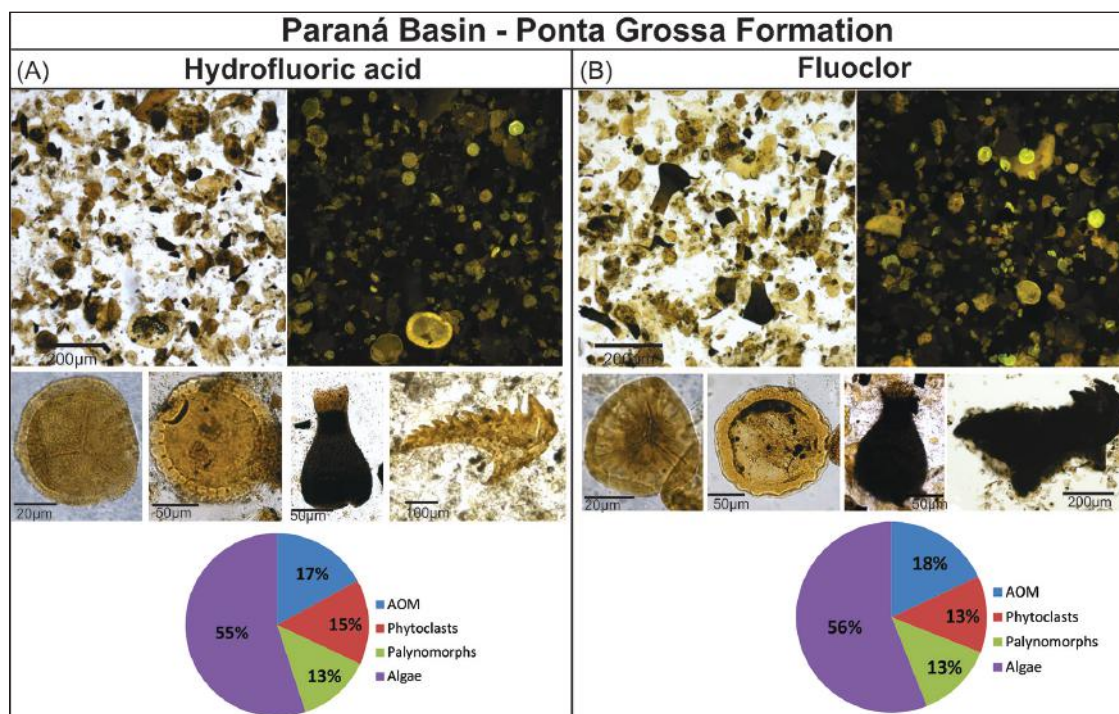 Paraná Basin - Ponta Grossa Formation
(A) Hydrofluoric acid
200µm
20µm
50µm
50µm
100µm
17%
15%
13%
55%
AOM
Phytoclasts
Palynomorphs
Algae
(B) Fluoclor
200µm
20µm
50µm
50µm
200µm
18%
13%
13%
56%
AOM
Phytoclasts
Palynomorphs
Algae